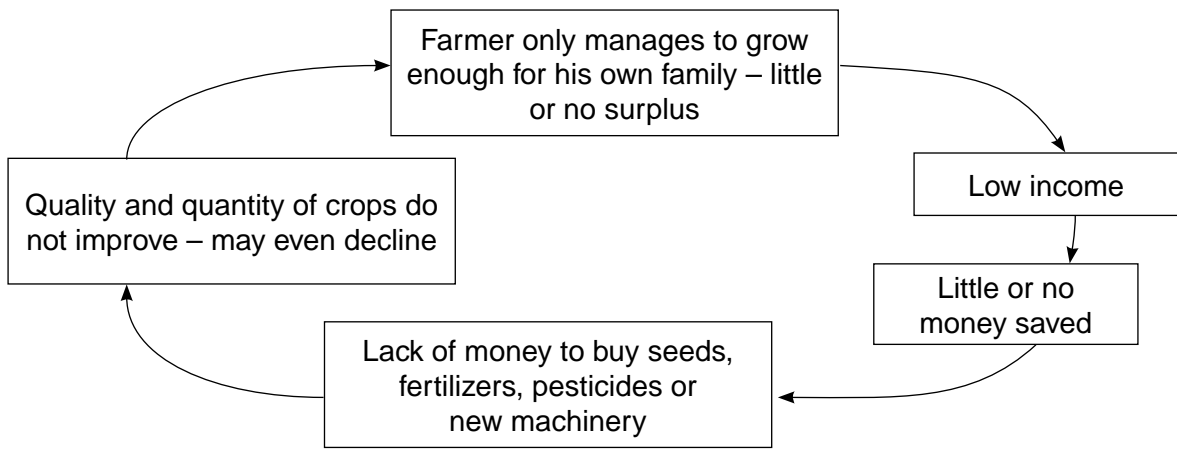 Farmer only manages to grow
enough for his own family – little
or no surplus
Low income
Little or no
money saved
Lack of money to buy seeds,
fertilizers, pesticides or
new machinery
Quality and quantity of crops do
not improve – may even decline